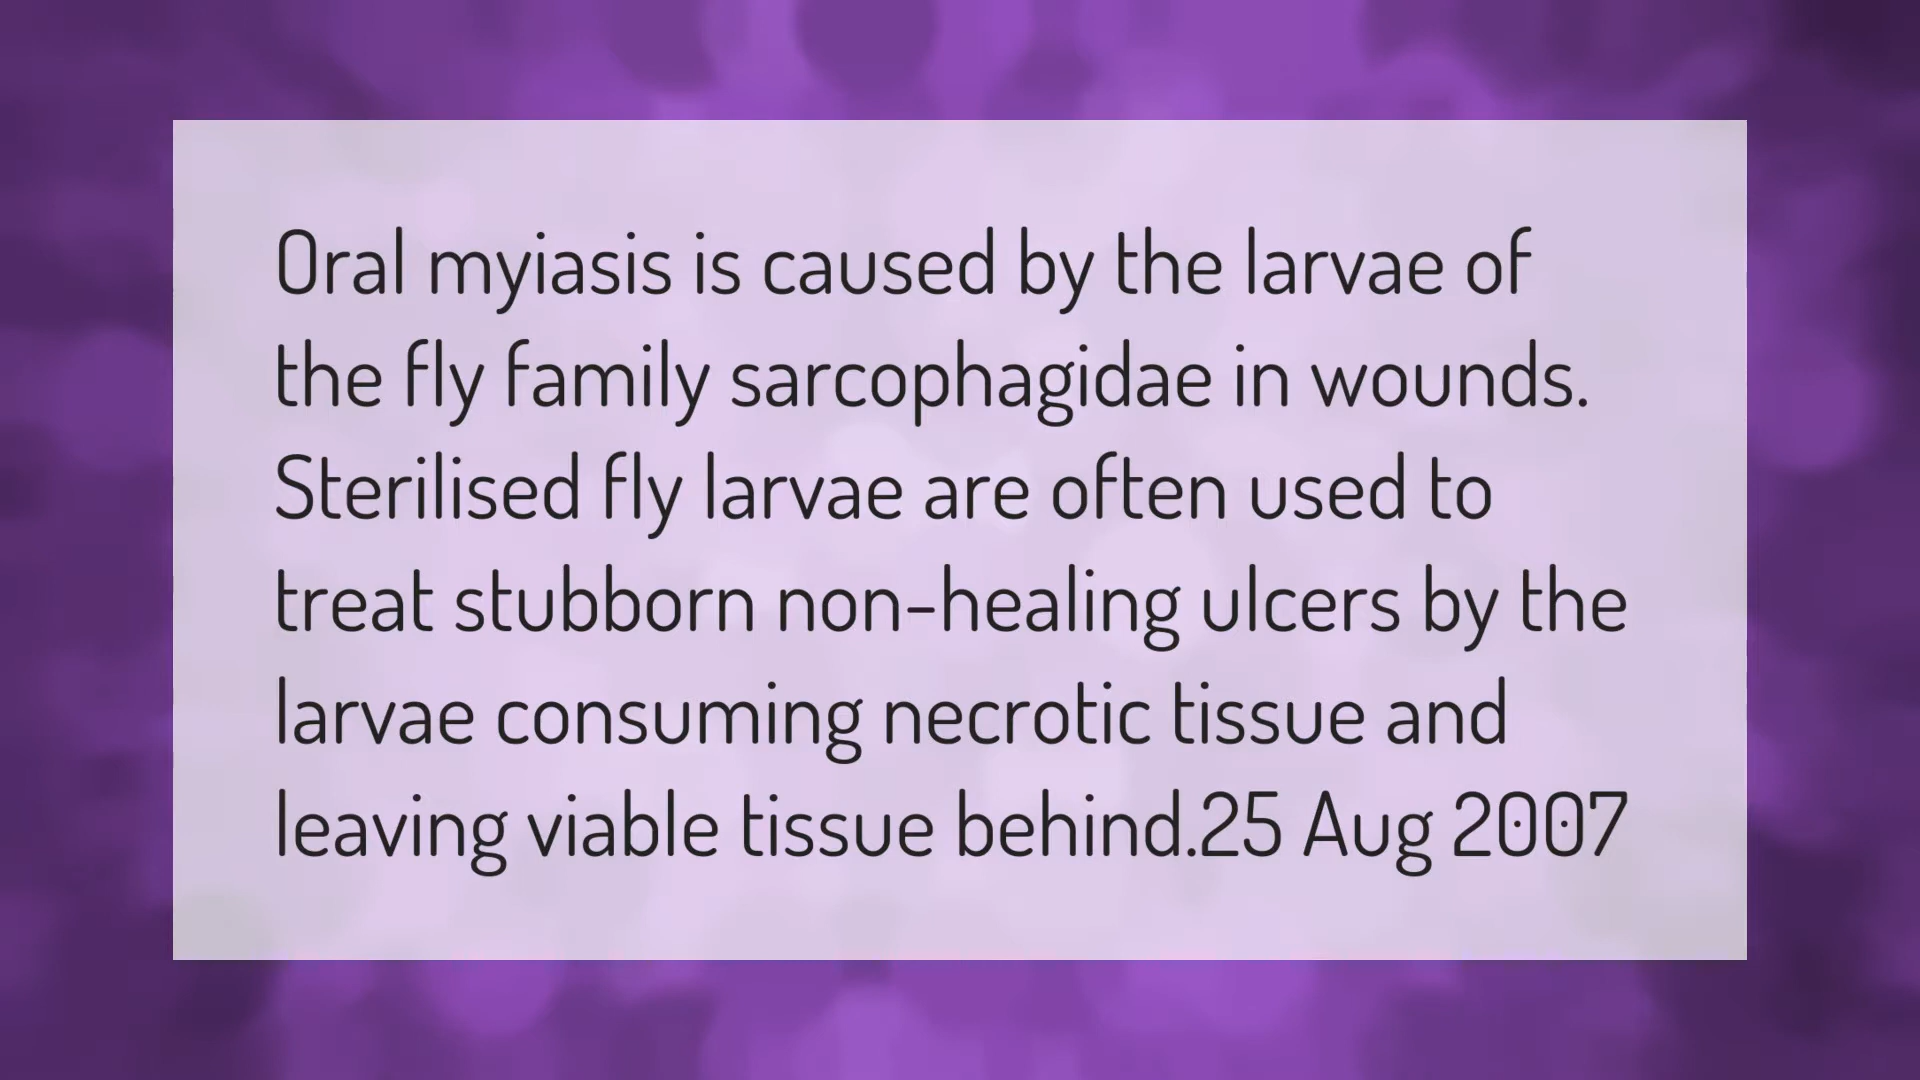 Oral myiasis is caused by the larvae of
the fly family sarcophagidae in wounds.
Sterilised fly larvae are often used to
treat stubborn non-healing ulcers by the
larvae consuming necrotic tissue and
leaving viable tissue behind.25 Aug 2007